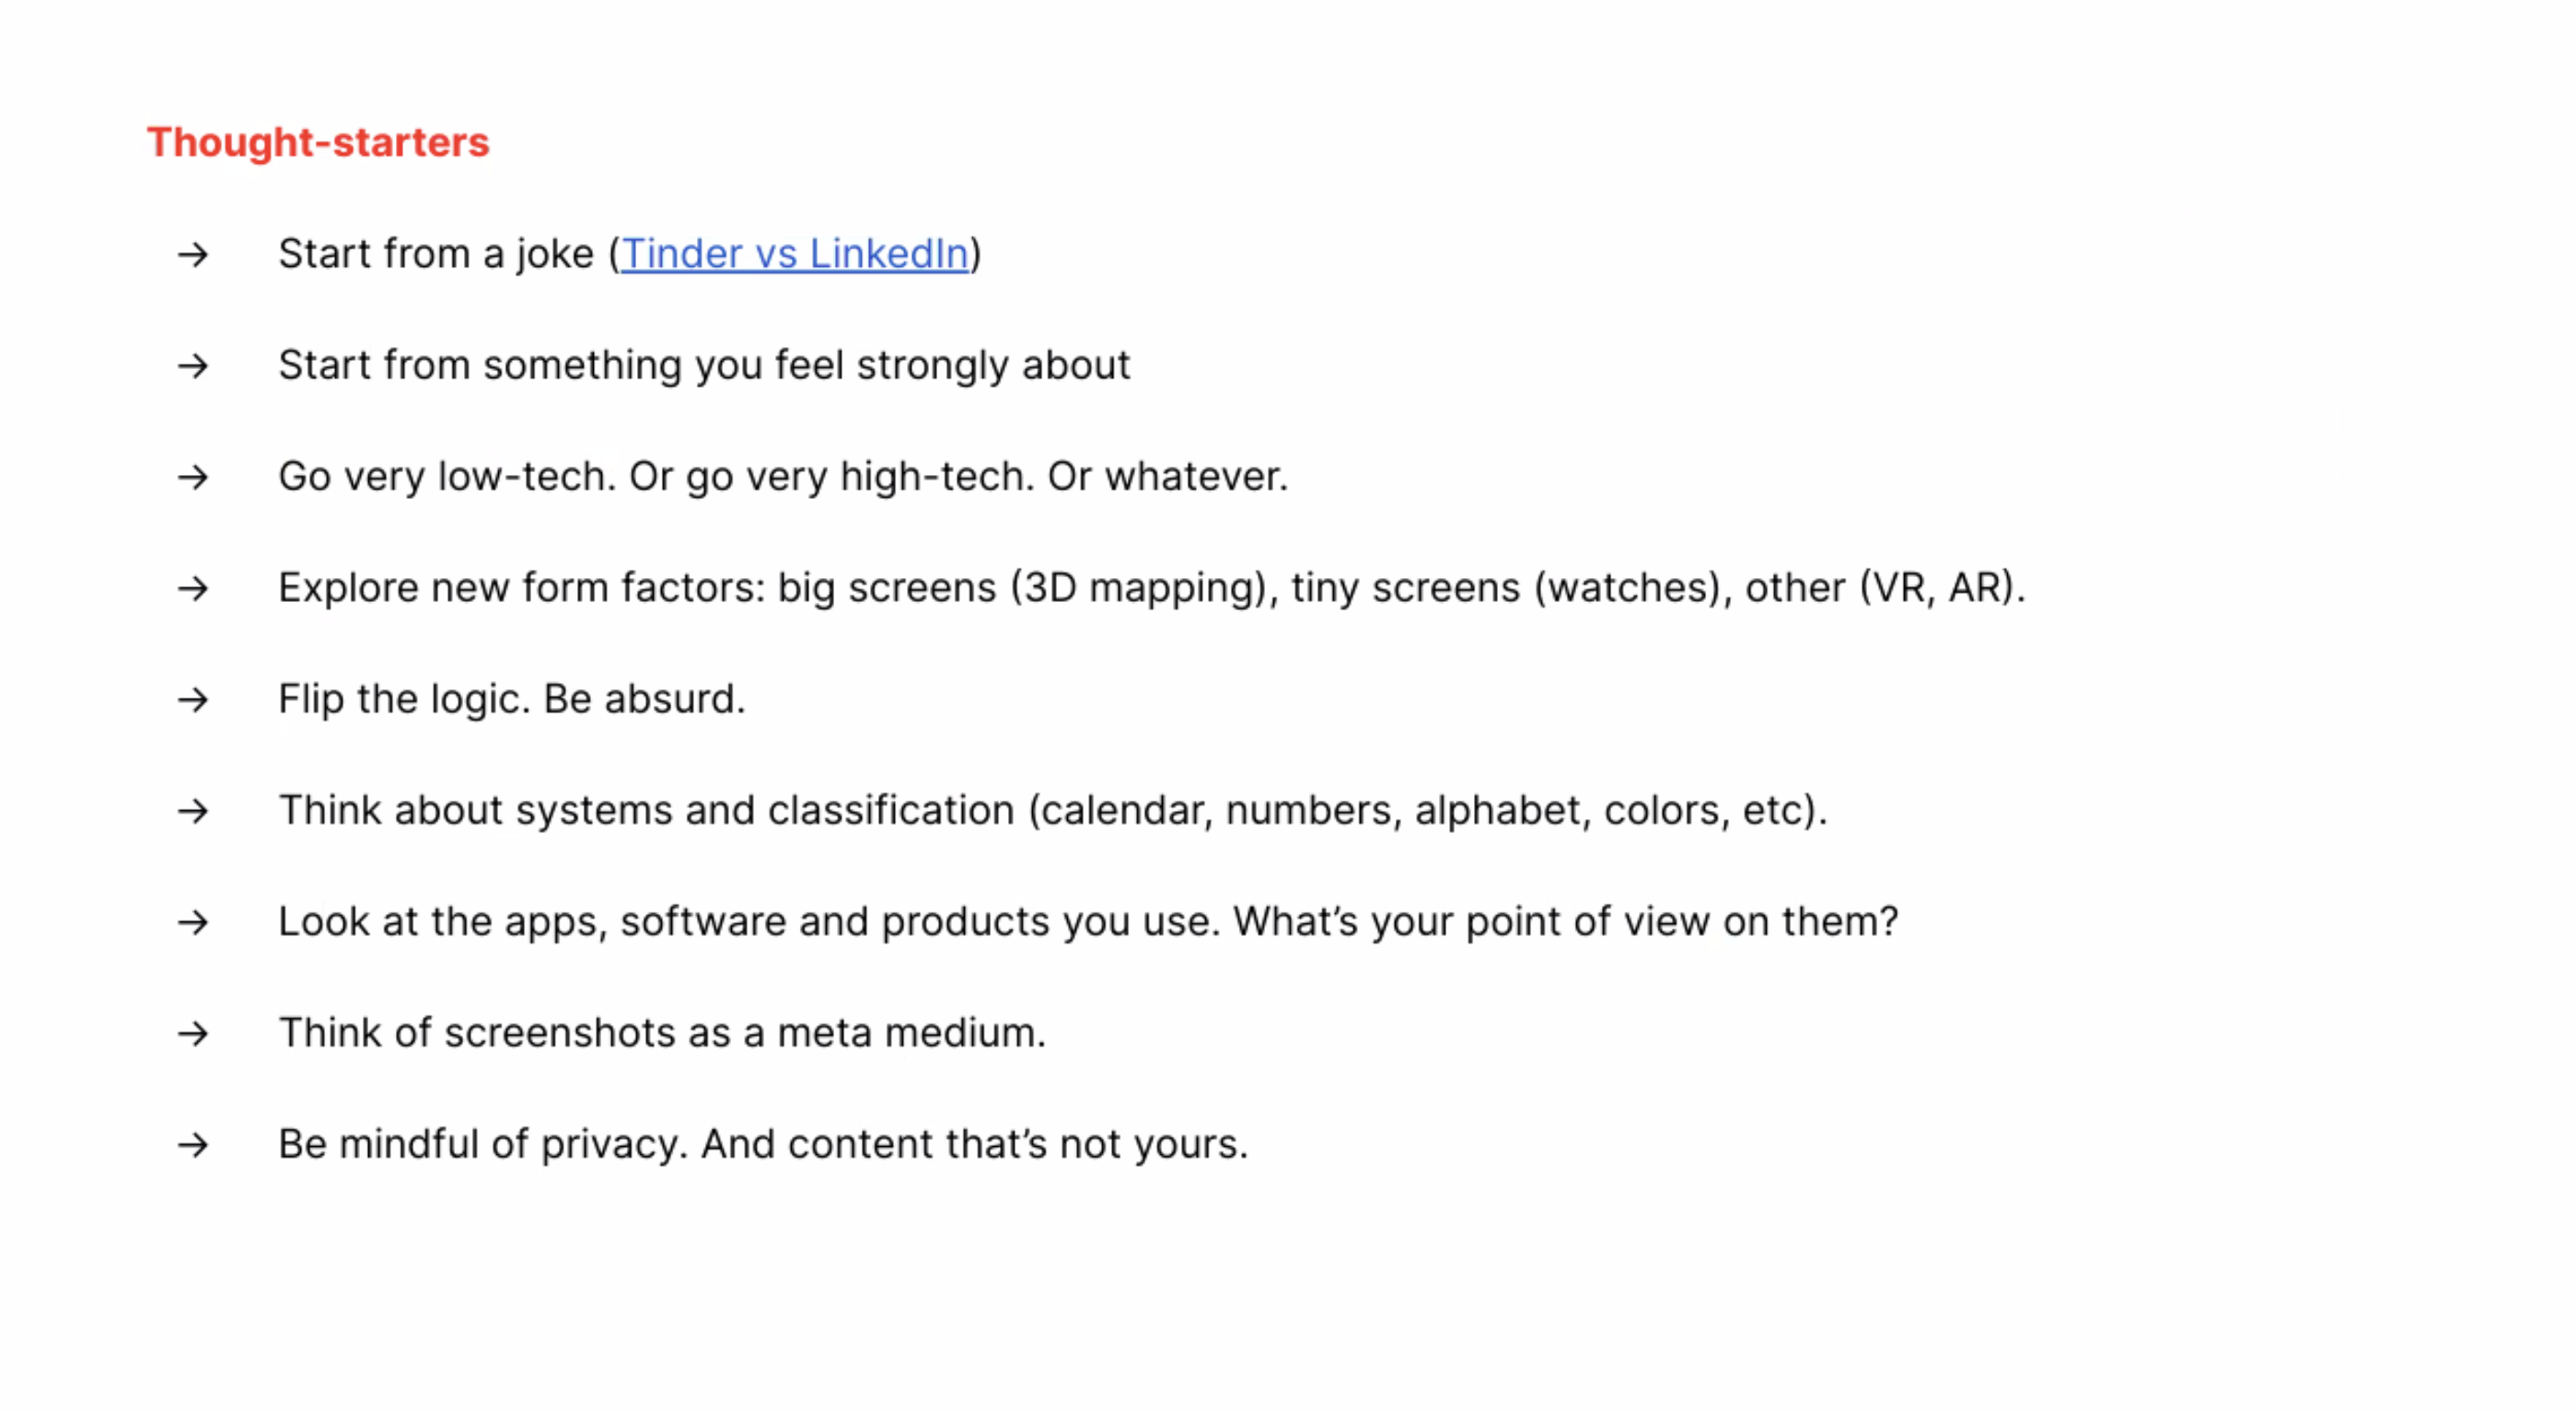 Thought-starters
→ Start from a joke (Tinder vs LinkedIn)
→ Start from something you feel strongly about
→ Go very low-tech. Or go very high-tech. Or whatever.
→ Explore new form factors: big screens (3D mapping), tiny screens (watches), other (VR, AR).
→ Flip the logic. Be absurd.
→ Think about systems and classification (calendar, numbers, alphabet, colors, etc).
→ Look at the apps, software and products you use. What’s your point of view on them?
→ Think of screenshots as a meta medium.
→ Be mindful of privacy. And content that’s not yours.